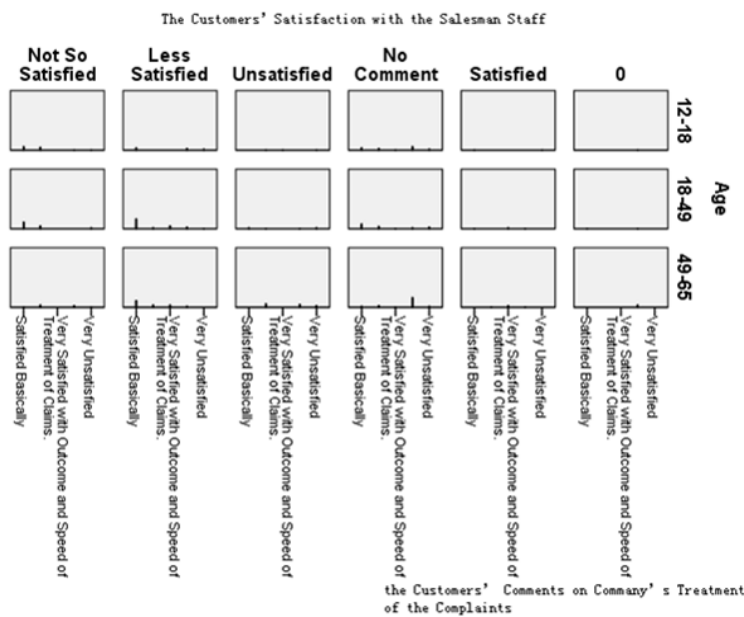 The Customers' Satisfaction with the Salesman Staff
Not So
Satisfied
Less
Satisfied
Unsatisfied
No
Comment
Satisfied
0
12-18
18-49
49-65
Age
Satisfied Basically
Very Satisfied with Outcome and Speed of
Treatment of Claims.
Very Unsatisfied
Satisfied Basically
Very Satisfied with Outcome and Speed of
Treatment of Claims.
Very Unsatisfied
Satisfied Basically
Very Satisfied with Outcome and Speed of
Treatment of Claims.
Very Unsatisfied
Satisfied Basically
Very Satisfied with Outcome and Speed of
Treatment of Claims.
Very Unsatisfied
Satisfied Basically
Very Satisfied with Outcome and Speed of
Treatment of Claims.
Very Unsatisfied
Satisfied Basically
Very Satisfied with Outcome and Speed of
Treatment of Claims.
Very Unsatisfied
the Customers' Comments on Commany's Treatment
of the Complaints